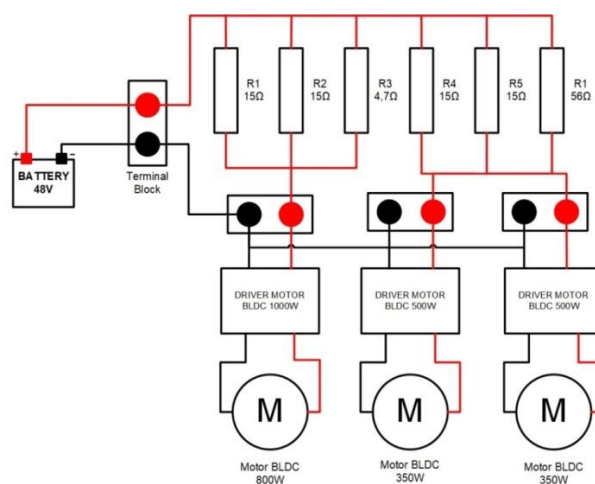 R1
15Ω
R2
15Ω
R3
4,7Ω
R4
15Ω
R5
15Ω
R1
56Ω
+
−
BATTERY
48V
Terminal
Block
DRIVER MOTOR
BLDC 1000W
DRIVER MOTOR
BLDC 500W
DRIVER MOTOR
BLDC 500W
M
M
M
Motor BLDC
800W
Motor BLDC
350W
Motor BLDC
350W